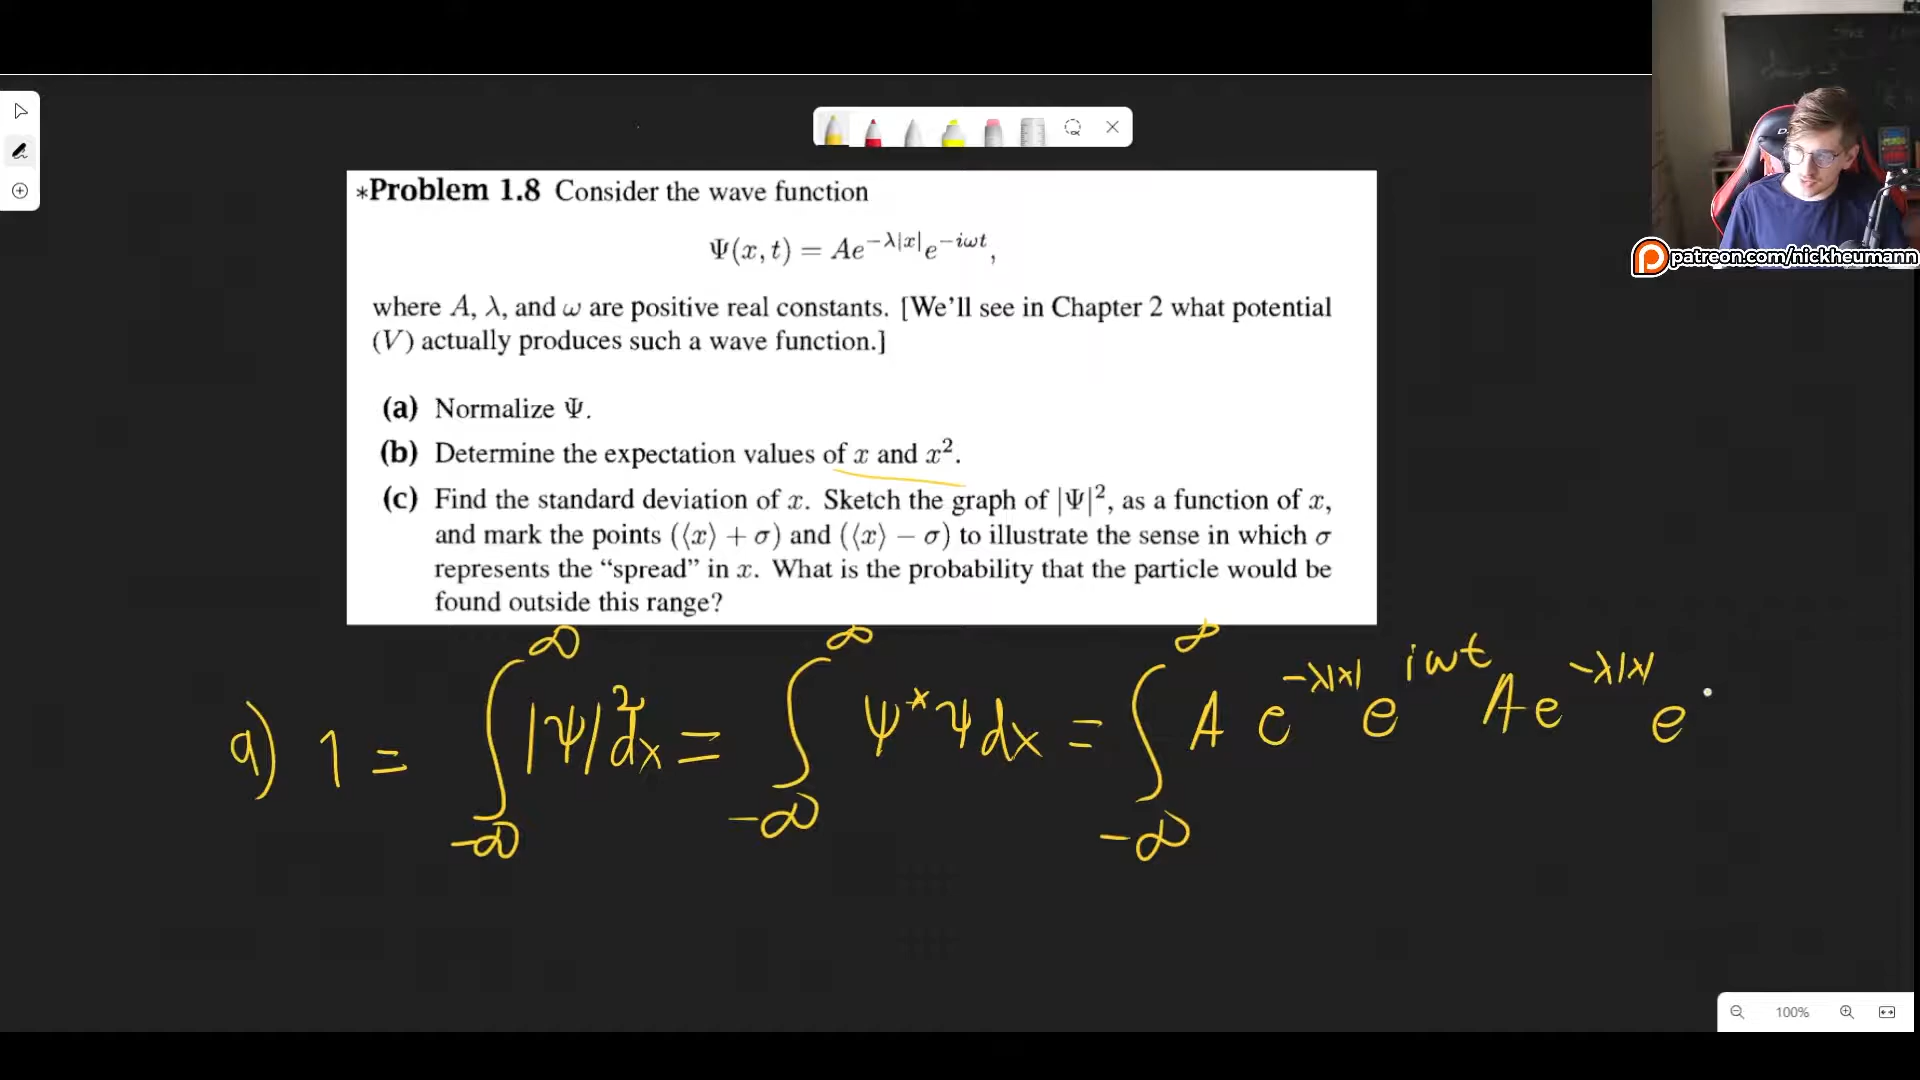 patreon.com/nickheumann
*Problem 1.8 Consider the wave function
Ψ(x, t) = Ae^{−λ|x|}e^{−iωt},
where A, λ, and ω are positive real constants. [We’ll see in Chapter 2 what potential
(V) actually produces such a wave function.]
(a) Normalize Ψ.
(b) Determine the expectation values of x and x².
(c) Find the standard deviation of x. Sketch the graph of |Ψ|², as a function of x,
and mark the points (⟨x⟩ + σ) and (⟨x⟩ − σ) to illustrate the sense in which σ
represents the “spread” in x. What is the probability that the particle would be
found outside this range?
a) 1 = ∫_{-∞}^{∞} |Ψ|² dx = ∫_{-∞}^{∞} Ψ*Ψ dx = ∫_{-∞}^{∞} A e^{-λ|x|} e^{iωt} A e^{-λ|x|} e
100%